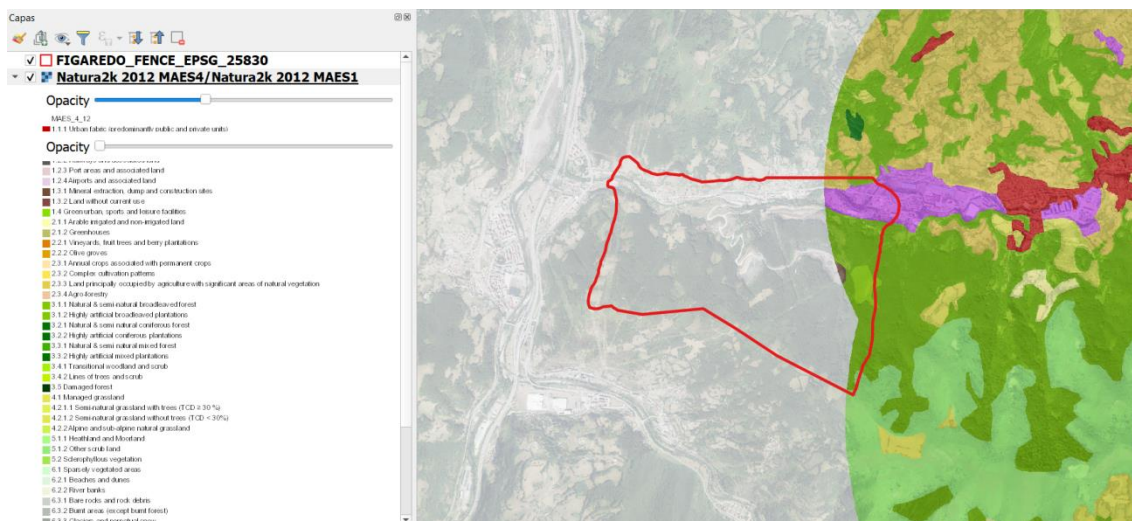 Capas
FIGAREDO_FENCE_EPSG_25830
Natura2k 2012 MAES4/Natura2k 2012 MAES1
Opacity
MAES_4_12
1.1.1 Urban fabric (predominantly public and private units)
Opacity
1.2.3 Port areas and associated land
1.2.4 Airports and associated land
1.3.1 Mineral extraction, dump and construction sites
1.3.2 Land without current use
1.4 Green urban, sports and leisure facilities
2.1.1 Arable irrigated and non-irrigated land
2.1.2 Greenhouses
2.2.1 Vineyards, fruit trees and berry plantations
2.2.2 Olive groves
2.3.1 Annual crops associated with permanent crops
2.3.2 Complex cultivation patterns
2.3.3 Land principally occupied by agriculture with significant areas of natural vegetation
2.3.4 Agro-forestry
3.1.1 Natural & semi-natural broadleaved forest
3.1.2 Highly artificial broadleaved plantations
3.2.1 Natural & semi natural coniferous forest
3.2.2 Highly artificial coniferous plantations
3.3.1 Natural & semi natural mixed forest
3.3.2 Highly artificial mixed plantations
3.4.1 Transitional woodland and scrub
3.4.2 Lines of trees and scrub
3.5 Damaged forest
4.1 Managed grassland
4.2.1.1 Semi-natural grassland with trees (TCD ≥ 30 %)
4.2.1.2 Semi-natural grassland without trees (TCD < 30%)
4.2.2 Alpine and sub-alpine natural grassland
5.1.1 Heathland and Moorland
5.1.2 Other scrub land
5.2 Sclerophyllous vegetation
6.1 Sparsely vegetated areas
6.2.1 Beaches and dunes
6.2.2 River banks
6.3.1 Bare rocks and rock debris
6.3.2 Burnt areas (except burnt forest)